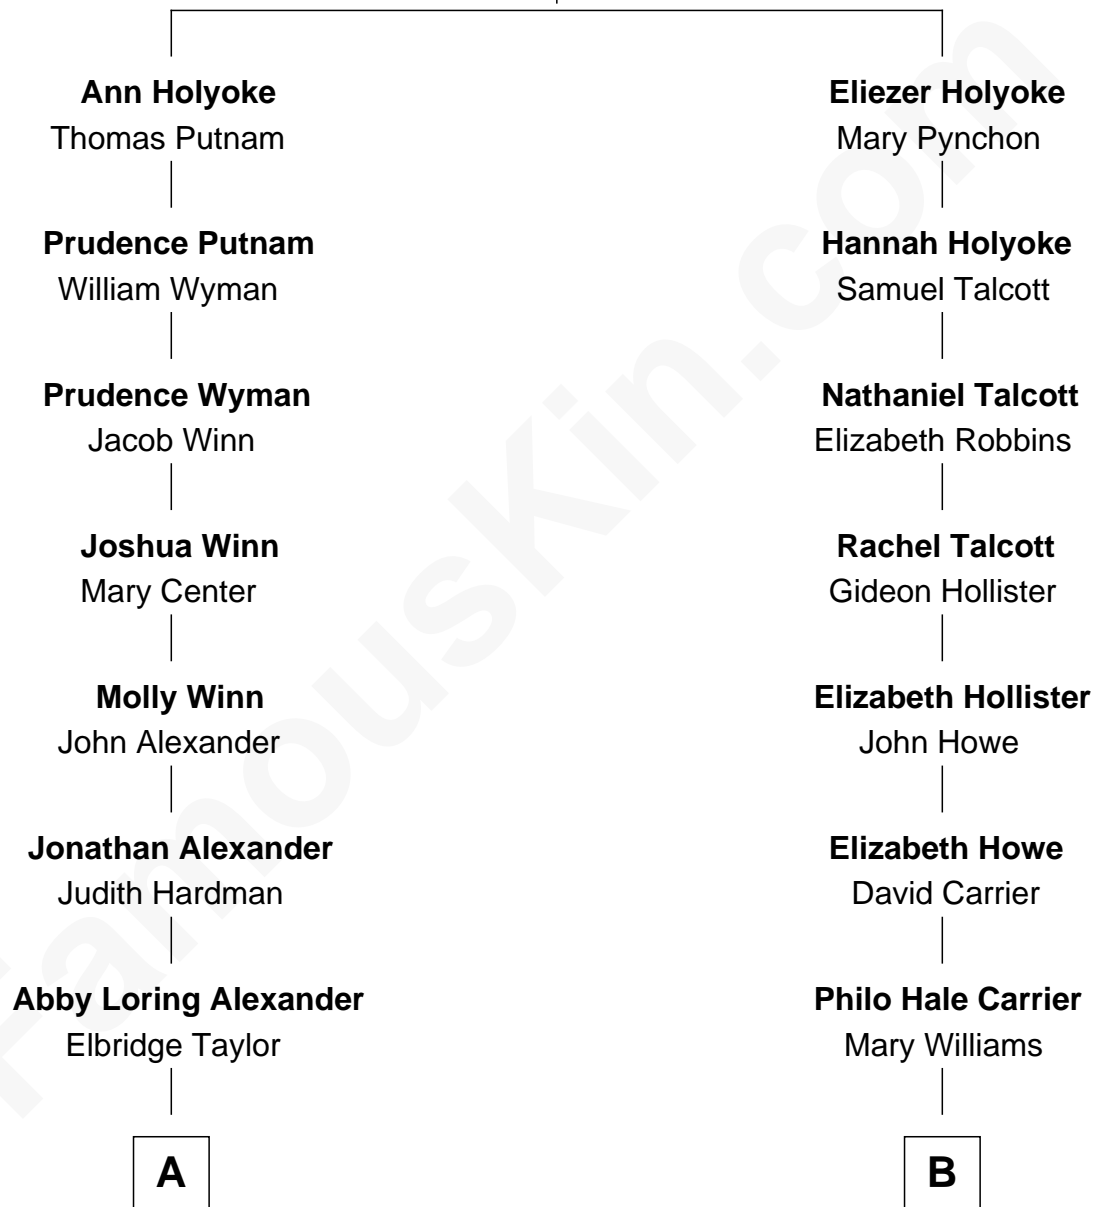 Ann Holyoke
Thomas Putnam
Eliezer Holyoke
Mary Pynchon
Prudence Putnam
William Wyman
Hannah Holyoke
Samuel Talcott
Prudence Wyman
Jacob Winn
Nathaniel Talcott
Elizabeth Robbins
Joshua Winn
Mary Center
Rachel Talcott
Gideon Hollister
Molly Winn
John Alexander
Elizabeth Hollister
John Howe
Jonathan Alexander
Judith Hardman
Elizabeth Howe
David Carrier
Abby Loring Alexander
Elbridge Taylor
Philo Hale Carrier
Mary Williams
A
B
FamousKin.com